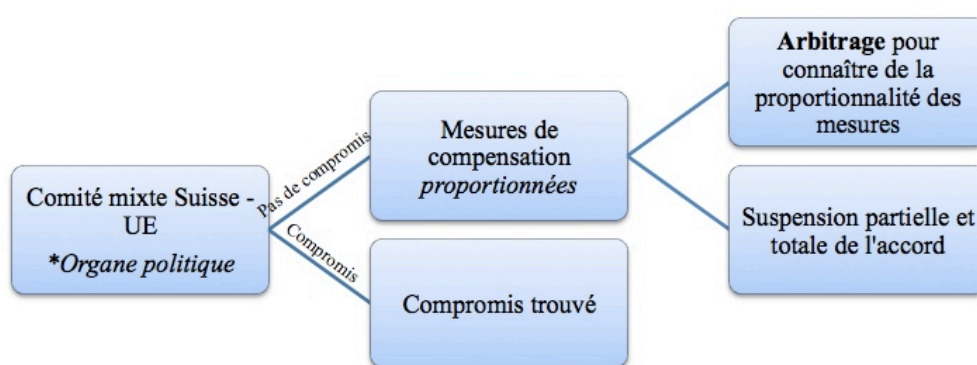 Comité mixte Suisse -
UE
*Organe politique
Pas de compromis
Compromis
Mesures de
compensation
proportionnées
Compromis trouvé
Arbitrage pour
connaître de la
proportionnalité des
mesures
Suspension partielle et
totale de l'accord